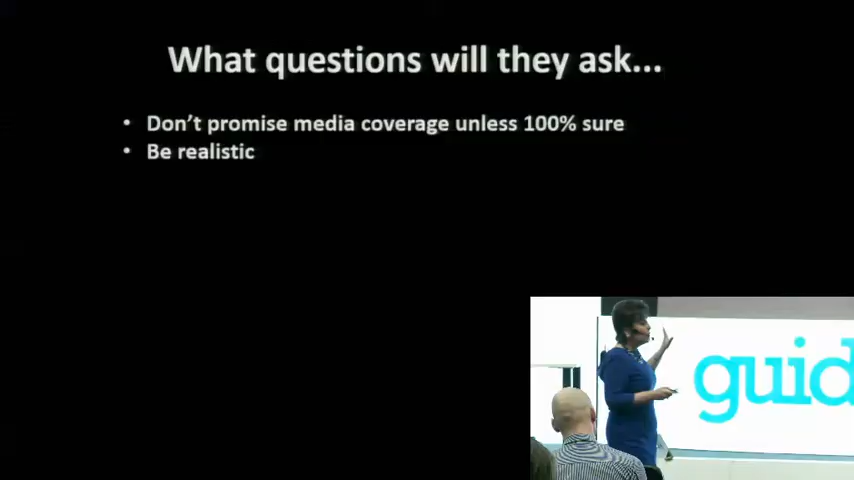 What questions will they ask...
• Don't promise media coverage unless 100% sure
• Be realistic
guid